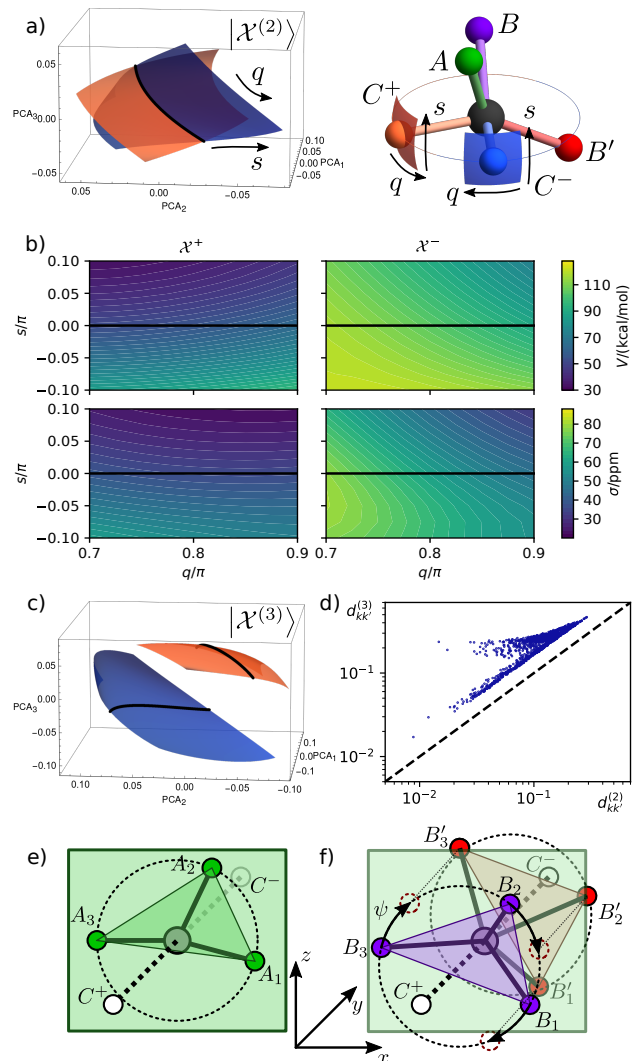 a)
|𝒳^(2)⟩
0.05
PCA₃
0.00
-0.05
0.05
0.00
-0.05
PCA₂
0.10
0.05
0.00
PCA₁
-0.05
q
s
B
A
C⁺
s
s
B′
q
q
C⁻
b)
𝒳⁺
𝒳⁻
s/π
0.10
0.05
0.00
−0.05
−0.10
110
90
70
50
30
V/(kcal/mol)
s/π
0.10
0.05
0.00
−0.05
−0.10
80
70
60
50
40
30
σ/ppm
0.7
0.8
0.9
0.7
0.8
0.9
q/π
q/π
c)
|𝒳^(3)⟩
0.05
0.00
PCA₃
-0.05
-0.10
0.10
0.05
0.00
-0.05
-0.10
PCA₂
0.1
0.0
PCA₁
-0.1
d)
d_{kk′}^{(3)}
10⁻¹
10⁻²
10⁻²
10⁻¹
d_{kk′}^{(2)}
e)
A₂
C⁻
A₃
A₁
C⁺
z
y
x
f)
B′₃
C⁻
B₂
ψ
B′₂
B₃
B′₁
C⁺
B₁